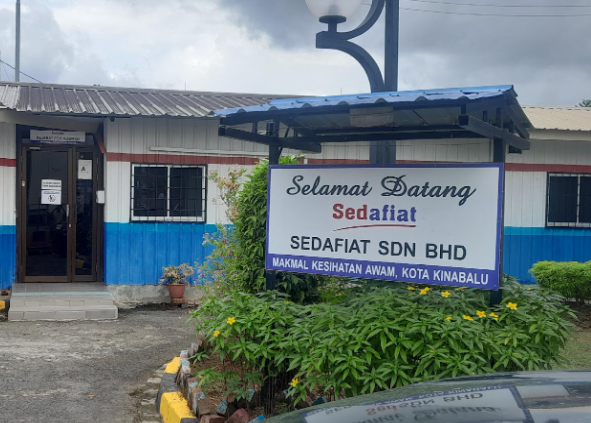 Selamat Datang
Sedafiat
SEDAFIAT SDN BHD
MAKMAL KESIHATAN AWAM, KOTA KINABALU